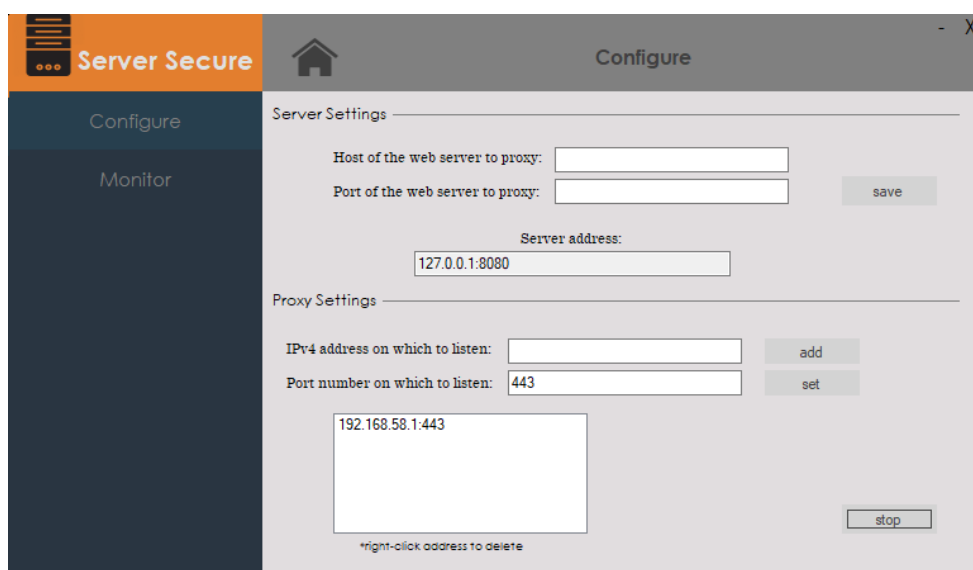 Server Secure
Configure
- X
Configure
Monitor
Server Settings
Host of the web server to proxy:
Port of the web server to proxy:
save
Server address:
127.0.0.1:8080
Proxy Settings
IPv4 address on which to listen:
add
Port number on which to listen:
443
set
192.168.58.1:443
*right-click address to delete
stop